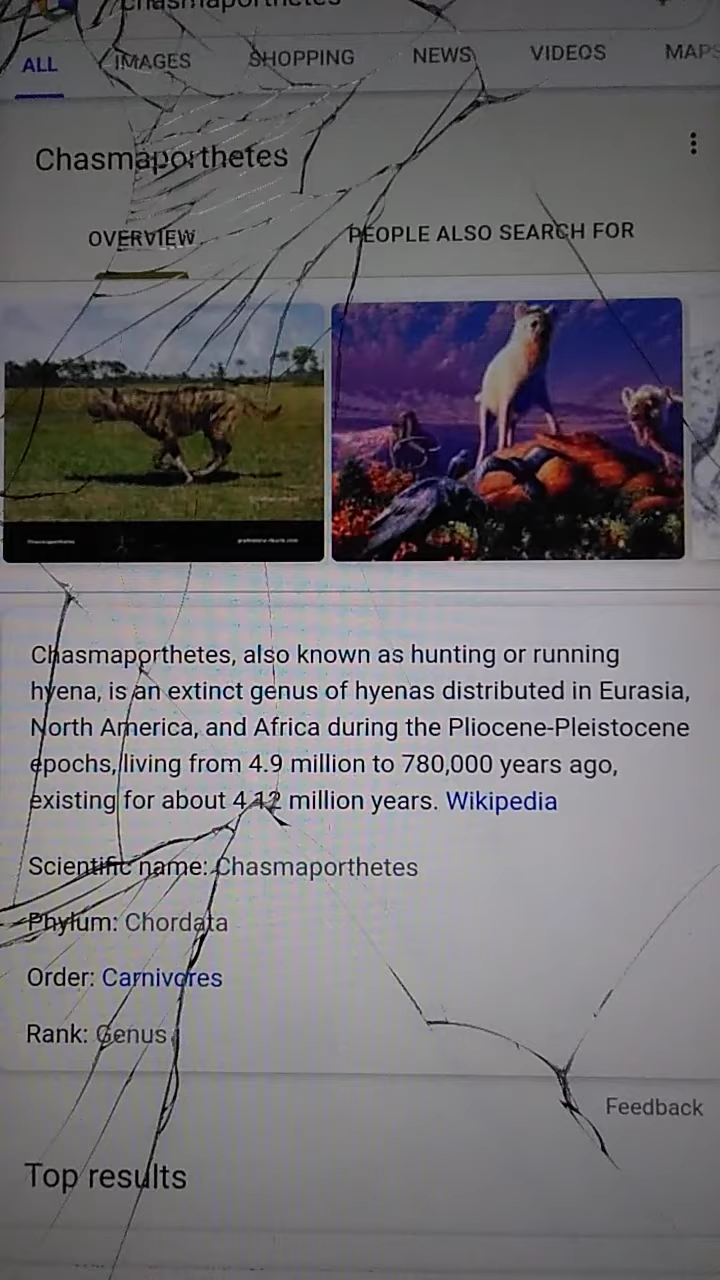 Chasmaporthetes
ALL IMAGES SHOPPING NEWS VIDEOS MAPS
Chasmaporthetes
OVERVIEW PEOPLE ALSO SEARCH FOR
Chasmaporthetes, also known as hunting or running
hyena, is an extinct genus of hyenas distributed in Eurasia,
North America, and Africa during the Pliocene-Pleistocene
epochs, living from 4.9 million to 780,000 years ago,
existing for about 4.12 million years. Wikipedia
Scientific name: Chasmaporthetes
Phylum: Chordata
Order: Carnivores
Rank: Genus
Feedback
Top results